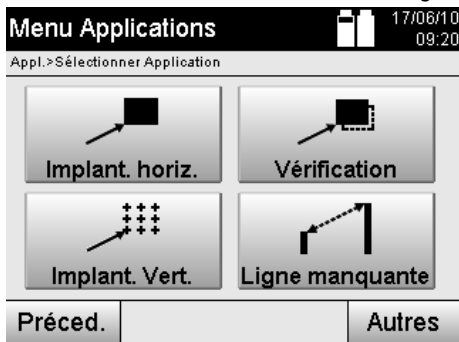 Menu Applications
17/06/10
09:20
Appl.>Sélectionner Application
Implant. horiz.
Vérification
Implant. Vert.
Ligne manquante
Préced.
Autres